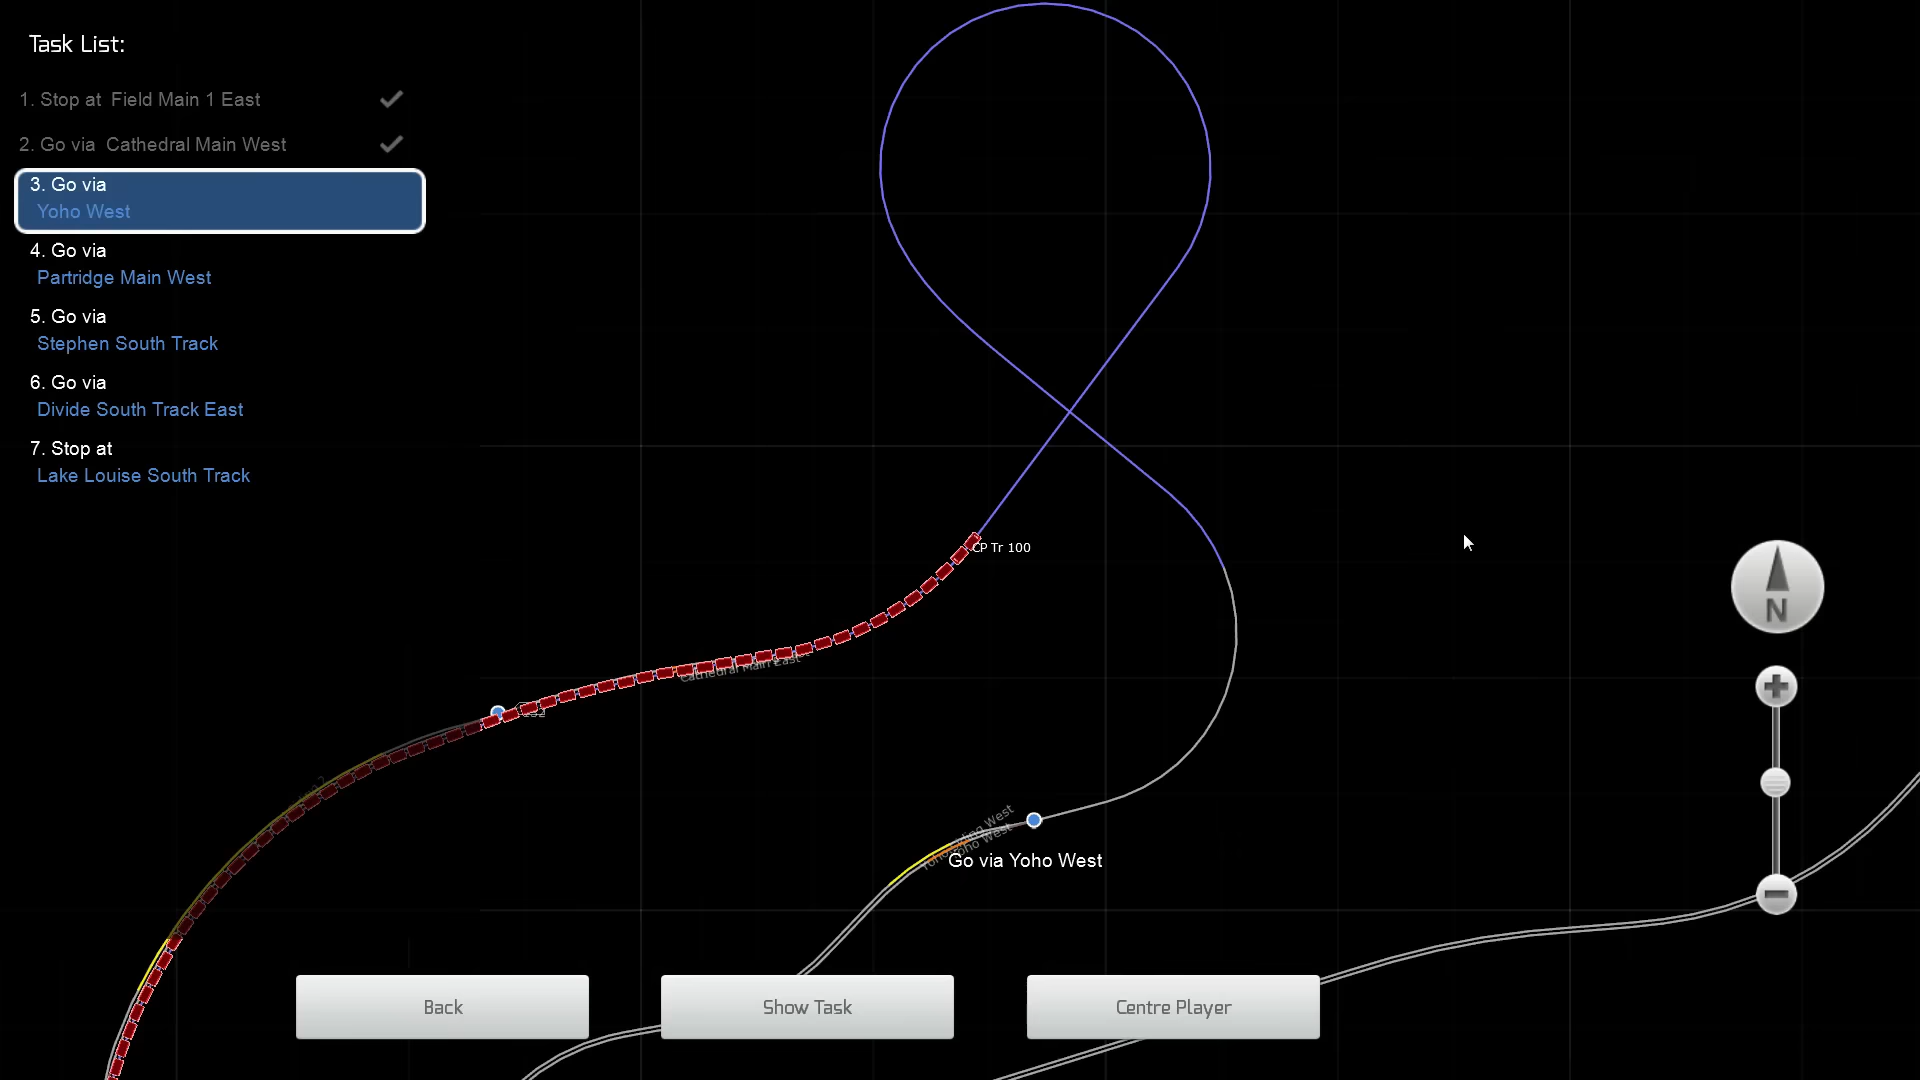 Task List:
1. Stop at Field Main 1 East
2. Go via Cathedral Main West
3. Go via
Yoho West
4. Go via
Partridge Main West
5. Go via
Stephen South Track
6. Go via
Divide South Track East
7. Stop at
Lake Louise South Track
CP Tr 100
Cathedral Main East
Go via Yoho West
N
Back
Show Task
Centre Player